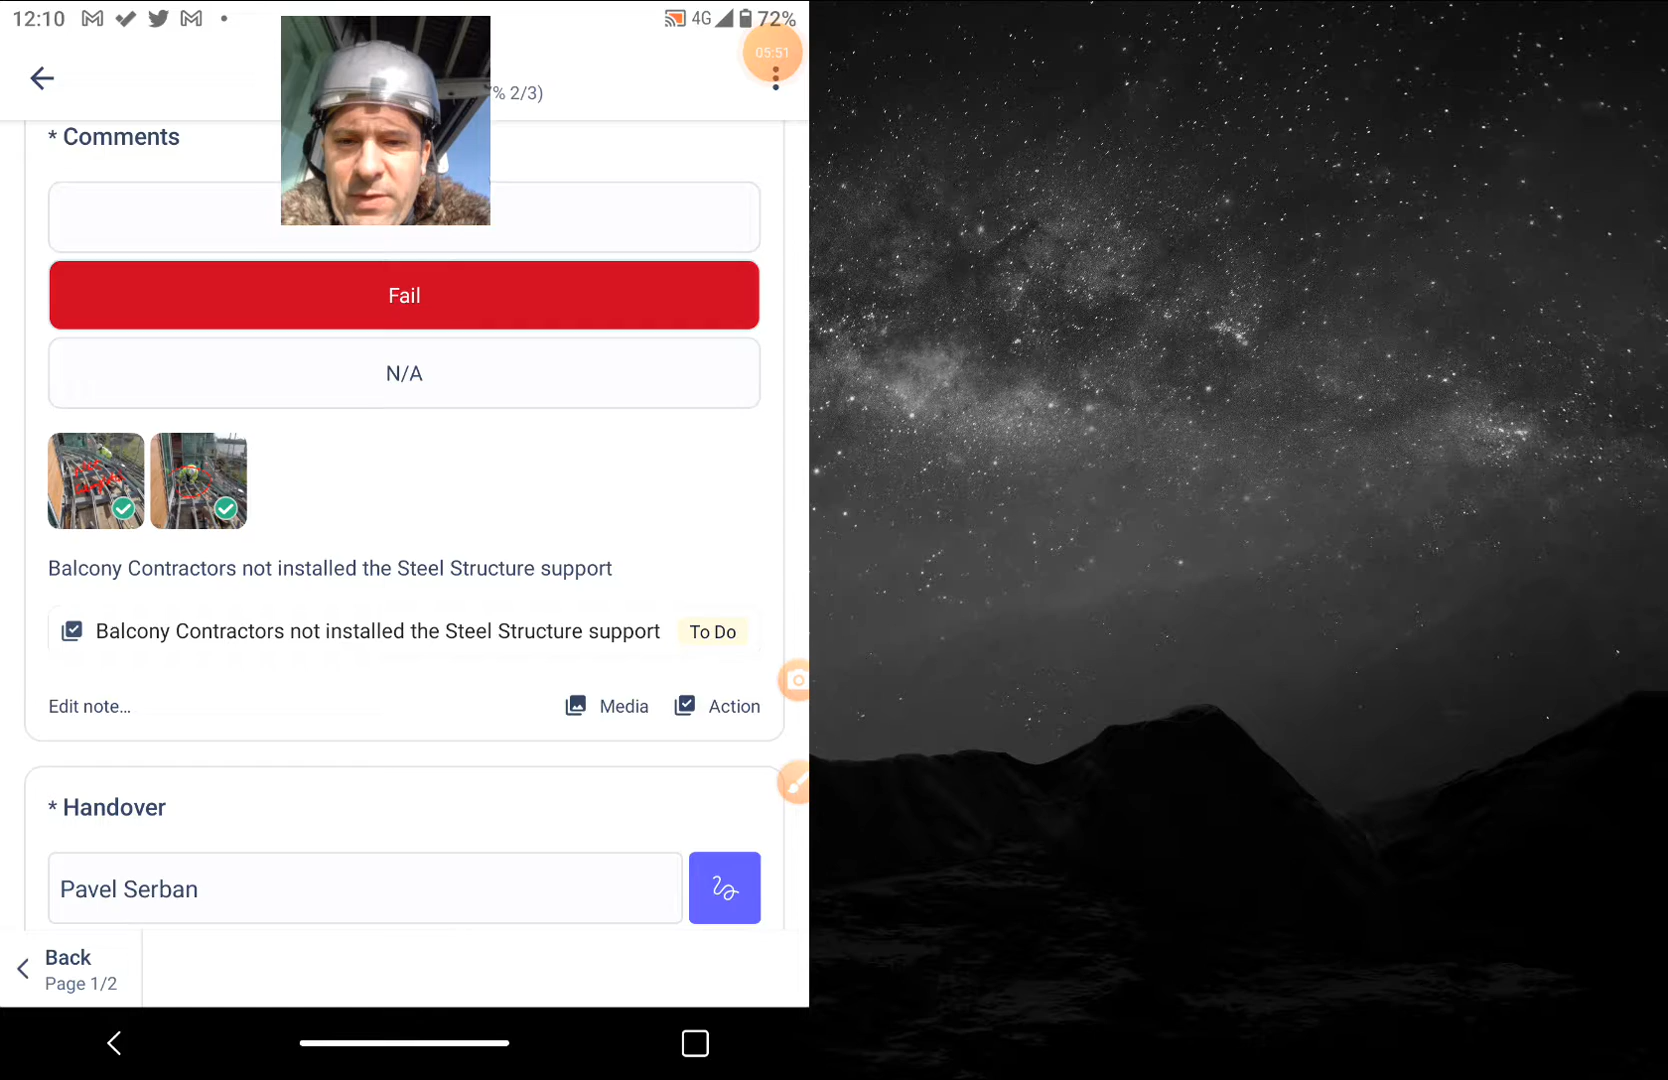 12:10
4G 72%
05:51
% 2/3)
* Comments
Fail
N/A
Balcony Contractors not installed the Steel Structure support
Balcony Contractors not installed the Steel Structure support To Do
Edit note... Media Action
* Handover
Pavel Serban
Back
Page 1/2